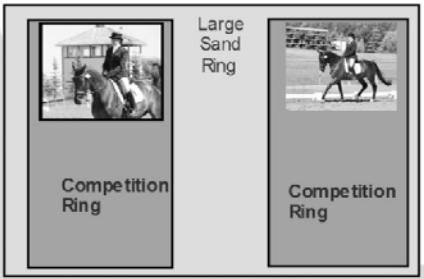 Large
Sand
Ring
Competition
Ring
Competition
Ring